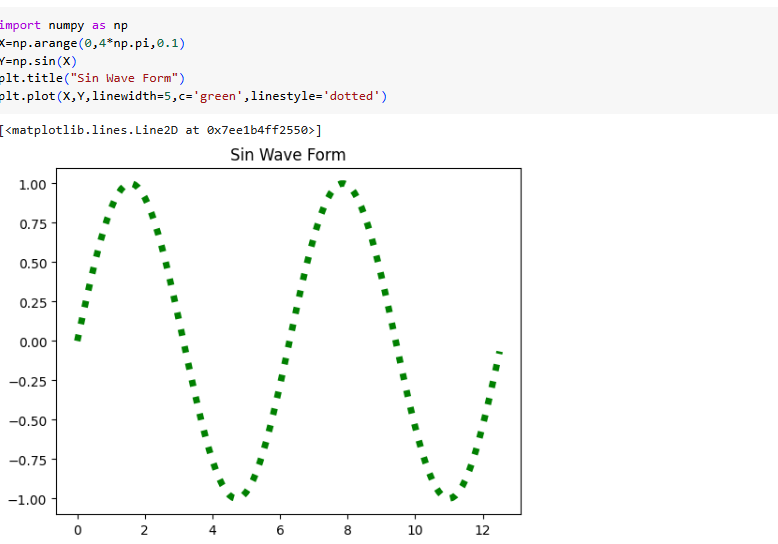 import numpy as np
X=np.arange(0,4*np.pi,0.1)
Y=np.sin(X)
plt.title("Sin Wave Form")
plt.plot(X,Y,linewidth=5,c='green',linestyle='dotted')
[<matplotlib.lines.Line2D at 0x7ee1b4ff2550>]
Sin Wave Form
1.00
0.75
0.50
0.25
0.00
−0.25
−0.50
−0.75
−1.00
0 2 4 6 8 10 12